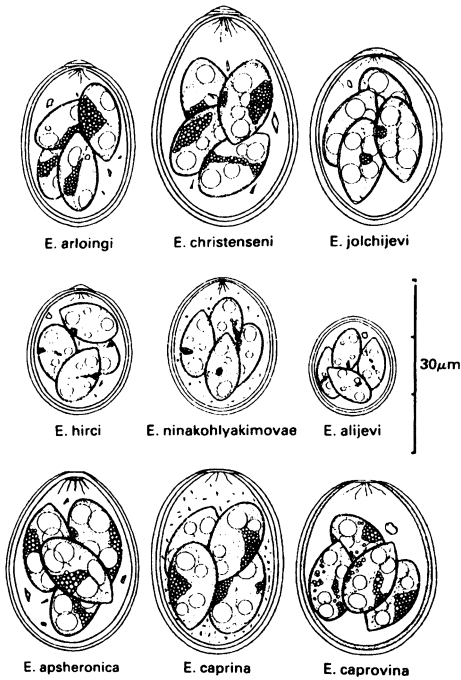 E. arloingi
E. christenseni
E. jolchijevi
E. hirci
E. ninakohlyakimovae
E. alijevi
30µm
E. apsheronica
E. caprina
E. caprovina